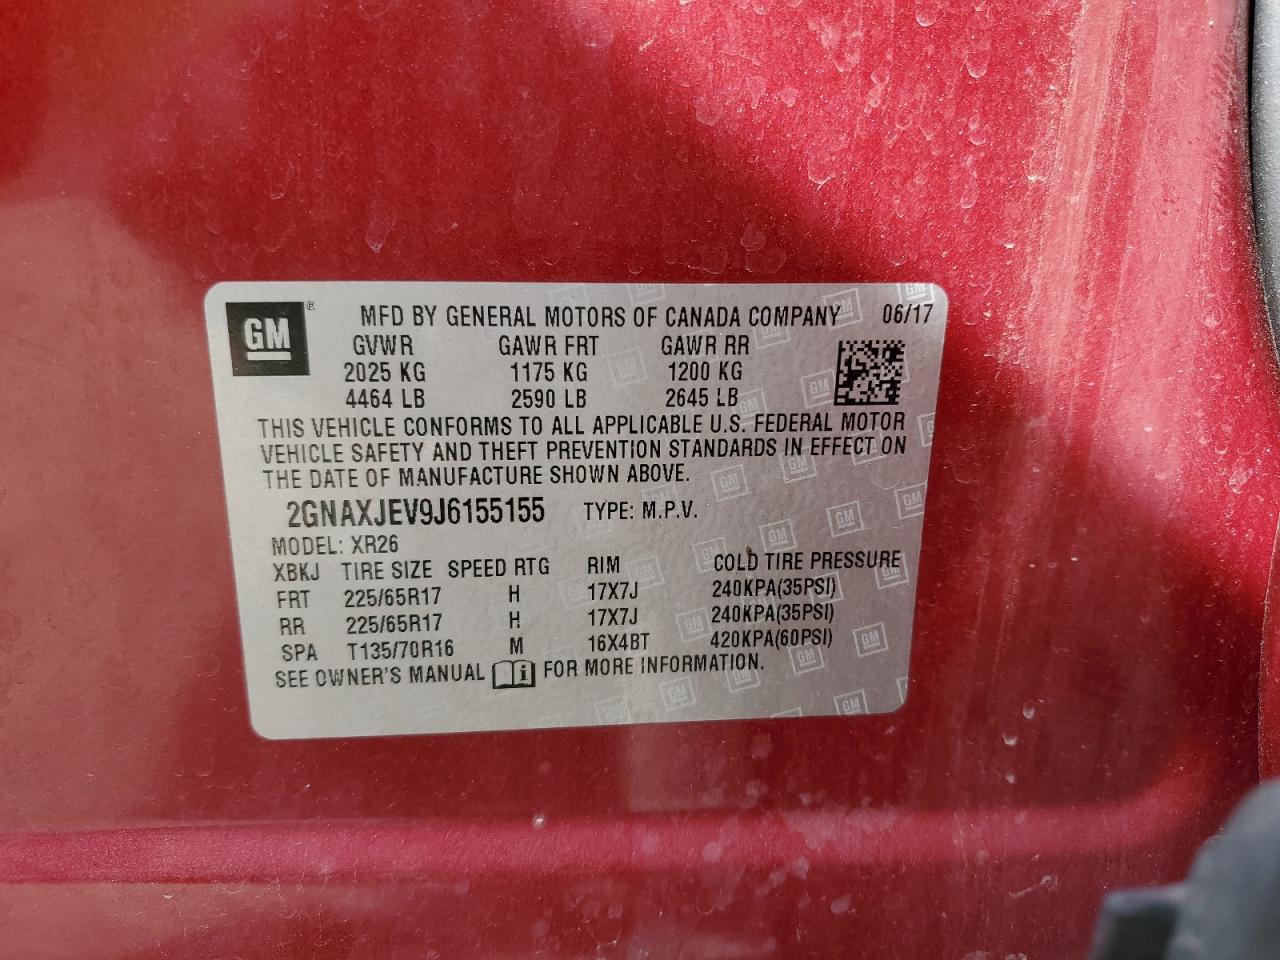 GM® MFD BY GENERAL MOTORS OF CANADA COMPANY 06/17
GVWR GAWR FRT GAWR RR
2025 KG 1175 KG 1200 KG
4464 LB 2590 LB 2645 LB
THIS VEHICLE CONFORMS TO ALL APPLICABLE U.S. FEDERAL MOTOR
VEHICLE SAFETY AND THEFT PREVENTION STANDARDS IN EFFECT ON
THE DATE OF MANUFACTURE SHOWN ABOVE.
2GNAXJEV9J6155155 TYPE: M.P.V.
MODEL: XR26
XBKJ TIRE SIZE SPEED RTG RIM COLD TIRE PRESSURE
FRT 225/65R17 H 17X7J 240KPA(35PSI)
RR 225/65R17 H 17X7J 240KPA(35PSI)
SPA T135/70R16 M 16X4BT 420KPA(60PSI)
SEE OWNER'S MANUAL i FOR MORE INFORMATION.